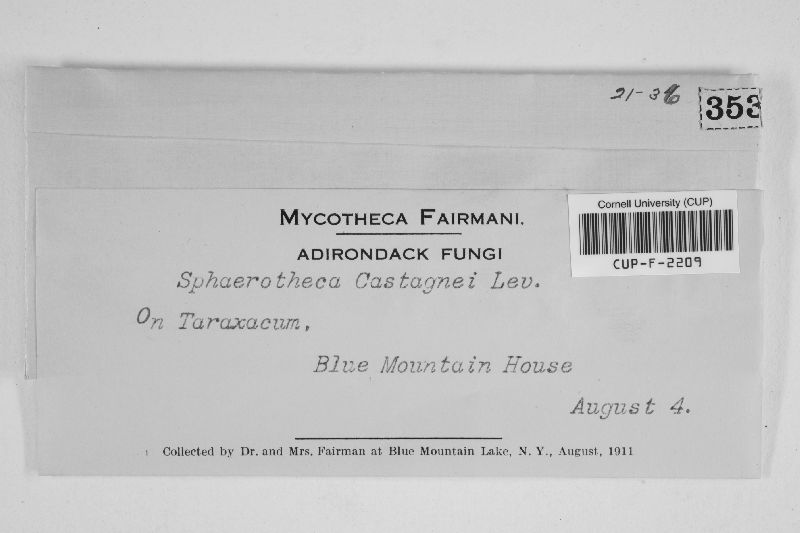 21-36
353
MYCOTHECA FAIRMANI.
Cornell University (CUP)
CUP-F-2209
ADIRONDACK FUNGI
Sphaerotheca Castagnei Lev.
On Taraxacum,
Blue Mountain House
August 4.
Collected by Dr. and Mrs. Fairman at Blue Mountain Lake, N. Y., August, 1911